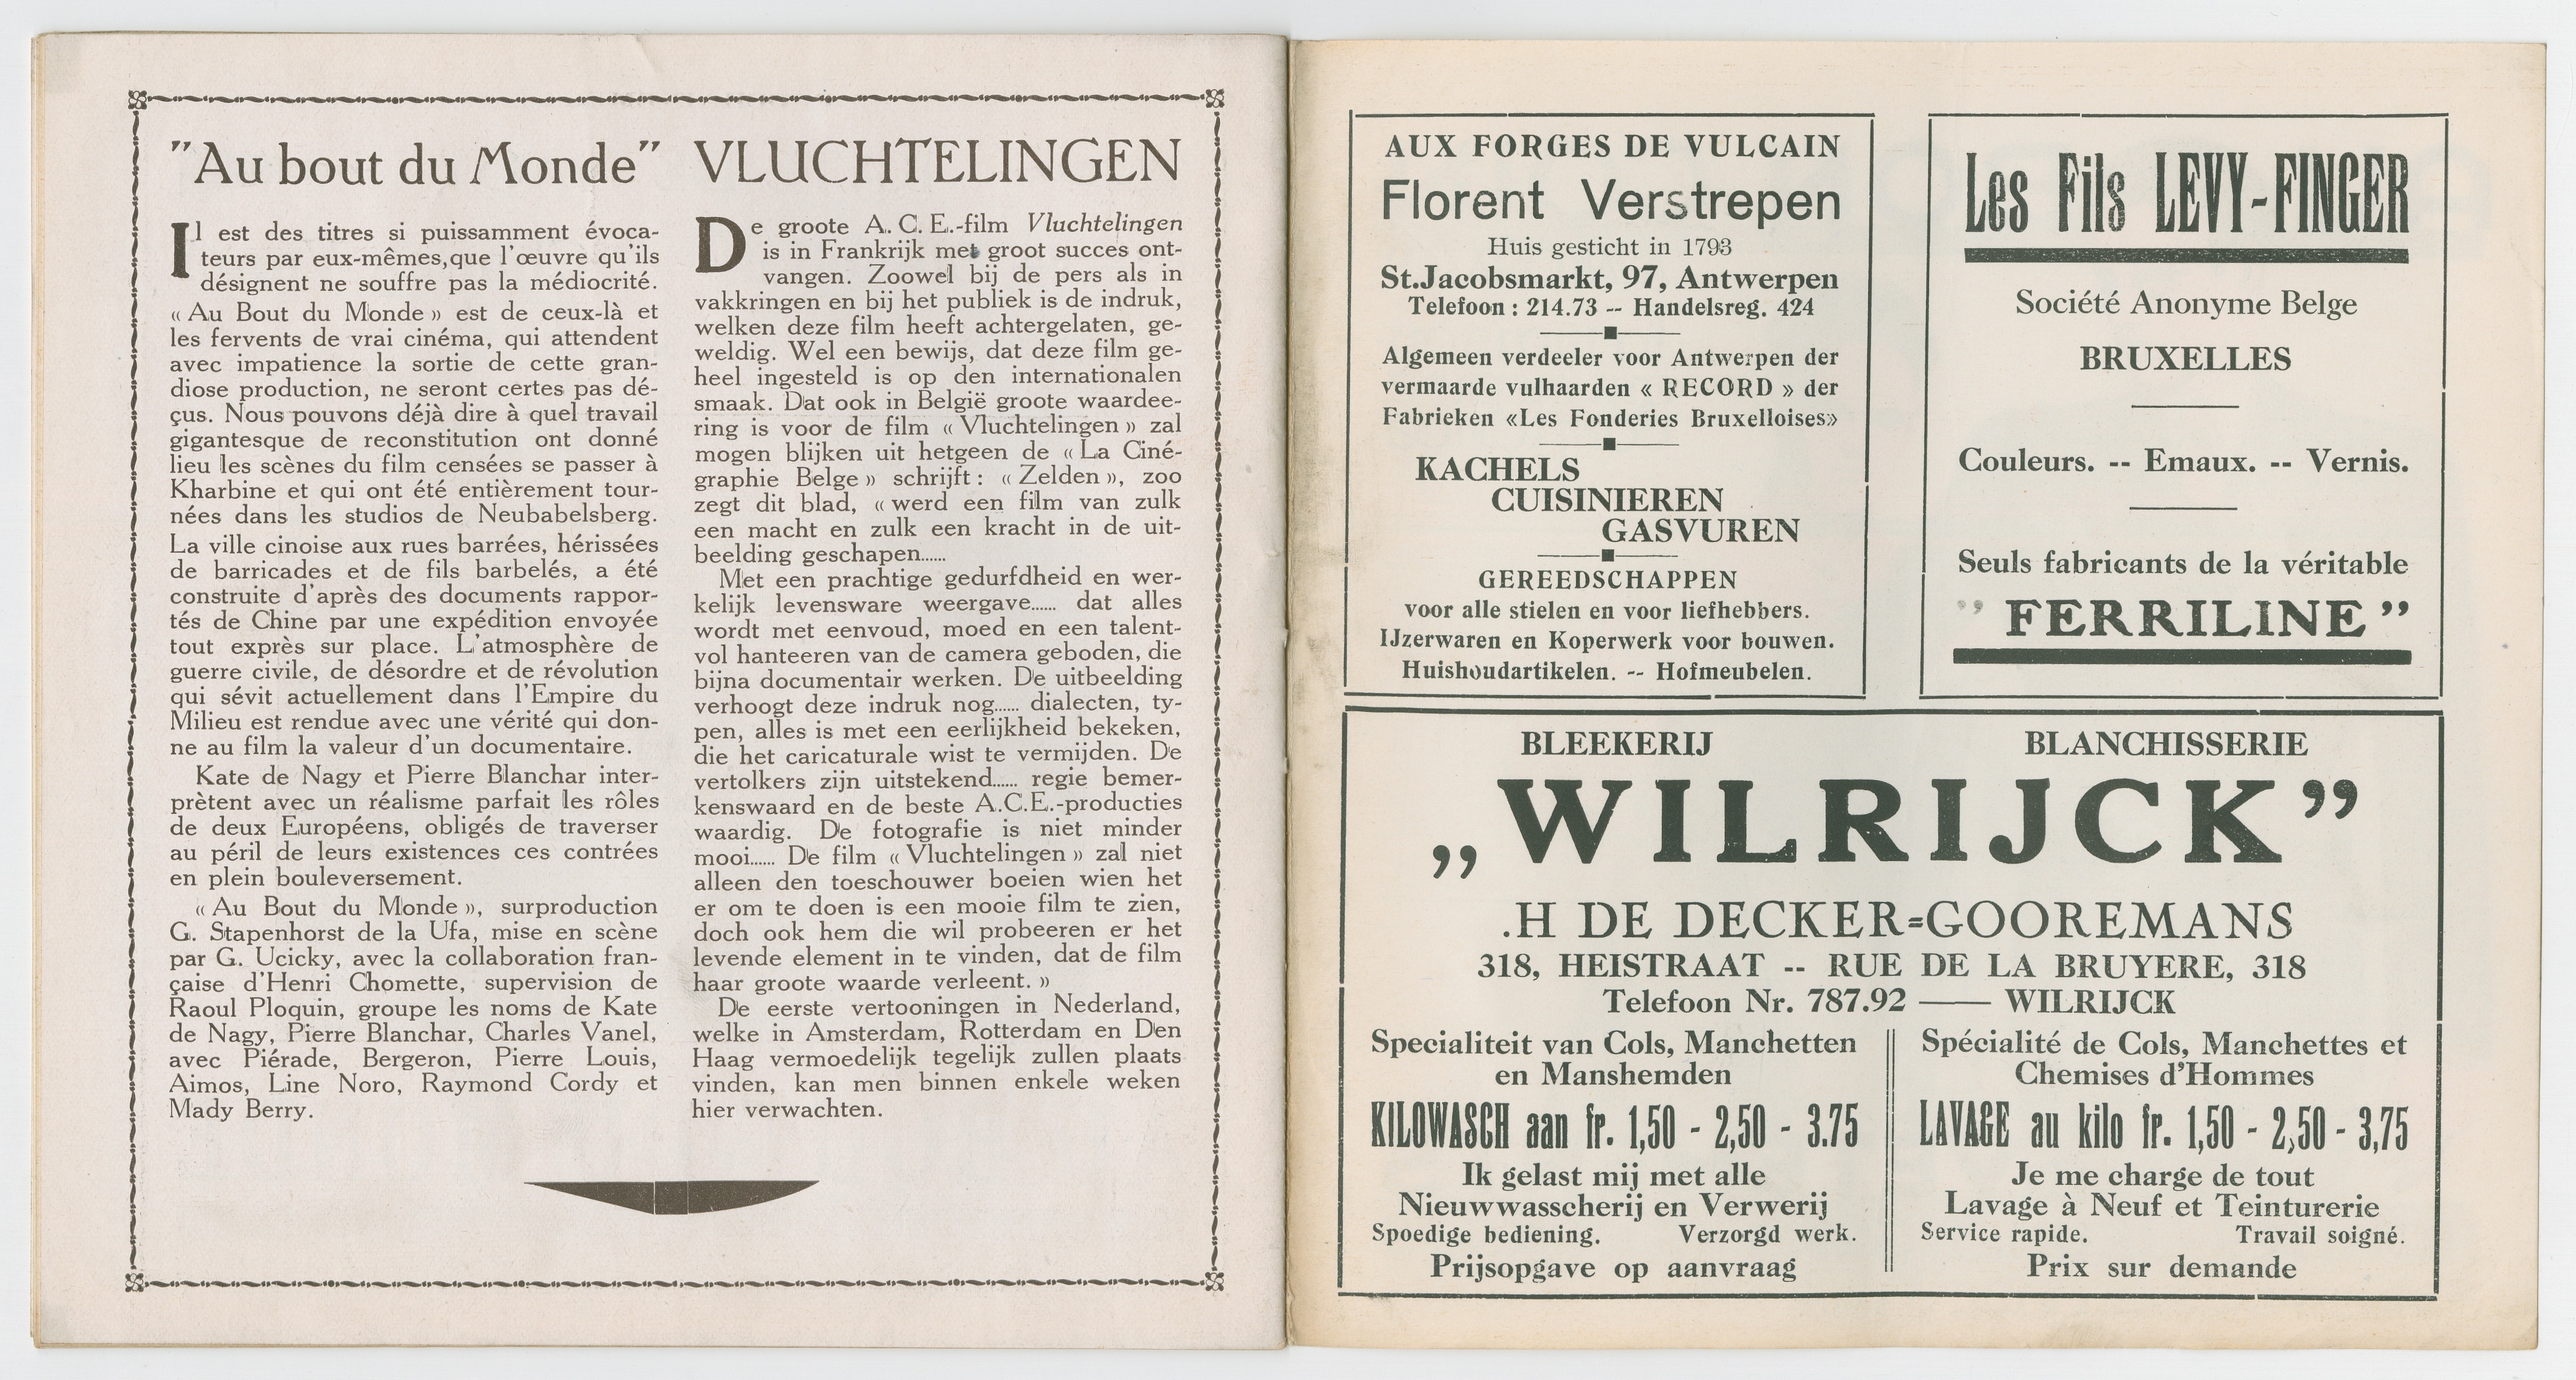 "Au bout du Monde"
Il est des titres si puissamment évoca-
teurs par eux-mêmes,que l'œuvre qu'ils
désignent ne souffre pas la médiocrité.
« Au Bout du Monde » est de ceux-là et
les fervents de vrai cinéma, qui attendent
avec impatience la sortie de cette gran-
diose production, ne seront certes pas dé-
çus. Nous pouvons déjà dire à quel travail
gigantesque de reconstitution ont donné
lieu les scènes du film censées se passer à
Kharbine et qui ont été entièrement tour-
nées dans les studios de Neubabelsberg.
La ville cinoise aux rues barrées, hérissées
de barricades et de fils barbelés, a été
construite d'après des documents rappor-
tés de Chine par une expédition envoyée
tout exprès sur place. L'atmosphère de
guerre civile, de désordre et de révolution
qui sévit actuellement dans l'Empire du
Milieu est rendue avec une vérité qui don-
ne au film la valeur d'un documentaire.
Kate de Nagy et Pierre Blanchar inter-
prètent avec un réalisme parfait les rôles
de deux Européens, obligés de traverser
au péril de leurs existences ces contrées
en plein bouleversement.
« Au Bout du Monde », surproduction
G. Stapenhorst de la Ufa, mise en scène
par G. Ucicky, avec la collaboration fran-
çaise d'Henri Chomette, supervision de
Raoul Ploquin, groupe les noms de Kate
de Nagy, Pierre Blanchar, Charles Vanel,
avec Piérade, Bergeron, Pierre Louis,
Aimos, Line Noro, Raymond Cordy et
Mady Berry.
VLUCHTELINGEN
De groote A. C. E.-film Vluchtelingen
is in Frankrijk met groot succes ont-
vangen. Zoowel bij de pers als in
vakkringen en bij het publiek is de indruk,
welken deze film heeft achtergelaten, ge-
weldig. Wel een bewijs, dat deze film ge-
heel ingesteld is op den internationalen
smaak. Dat ook in België groote waardee-
ring is voor de film « Vluchtelingen » zal
mogen blijken uit hetgeen de « La Ciné-
graphie Belge » schrijft : « Zelden », zoo
zegt dit blad, « werd een film van zulk
een macht en zulk een kracht in de uit-
beelding geschapen......
Met een prachtige gedurfdheid en wer-
kelijk levensware weergave...... dat alles
wordt met eenvoud, moed en een talent-
vol hanteeren van de camera geboden, die
bijna documentair werken. De uitbeelding
verhoogt deze indruk nog...... dialecten, ty-
pen, alles is met een eerlijkheid bekeken,
die het caricaturale wist te vermijden. De
vertolkers zijn uitstekend...... regie bemer-
kenswaard en de beste A.C.E.-producties
waardig. De fotografie is niet minder
mooi...... De film « Vluchtelingen » zal niet
alleen den toeschouwer boeien wien het
er om te doen is een mooie film te zien,
doch ook hem die wil probeeren er het
levende element in te vinden, dat de film
haar groote waarde verleent. »
De eerste vertooningen in Nederland,
welke in Amsterdam, Rotterdam en Den
Haag vermoedelijk tegelijk zullen plaats
vinden, kan men binnen enkele weken
hier verwachten.
AUX FORGES DE VULCAIN
Florent Verstrepen
Huis gesticht in 1793
St.Jacobsmarkt, 97, Antwerpen
Telefoon : 214.73 -- Handelsreg. 424
Algemeen verdeeler voor Antwerpen der
vermaarde vulhaarden « RECORD » der
Fabrieken «Les Fonderies Bruxelloises»
KACHELS
CUISINIEREN
GASVUREN
GEREEDSCHAPPEN
voor alle stielen en voor liefhebbers.
IJzerwaren en Koperwerk voor bouwen.
Huishoudartikelen. -- Hofmeubelen.
Les Fils LEVY-FINGER
Société Anonyme Belge
BRUXELLES
Couleurs. -- Emaux. -- Vernis.
Seuls fabricants de la véritable
" FERRILINE "
BLEEKERIJ BLANCHISSERIE
„WILRIJCK”
.H DE DECKER=GOOREMANS
318, HEISTRAAT -- RUE DE LA BRUYERE, 318
Telefoon Nr. 787.92 —— WILRIJCK
Specialiteit van Cols, Manchetten
en Manshemden
KILOWASCH aan fr. 1,50 - 2,50 - 3.75
Ik gelast mij met alle
Nieuwwasscherij en Verwerij
Spoedige bediening. Verzorgd werk.
Prijsopgave op aanvraag
Spécialité de Cols, Manchettes et
Chemises d'Hommes
LAVAGE au kilo fr. 1,50 - 2,50 - 3,75
Je me charge de tout
Lavage à Neuf et Teinturerie
Service rapide. Travail soigné.
Prix sur demande